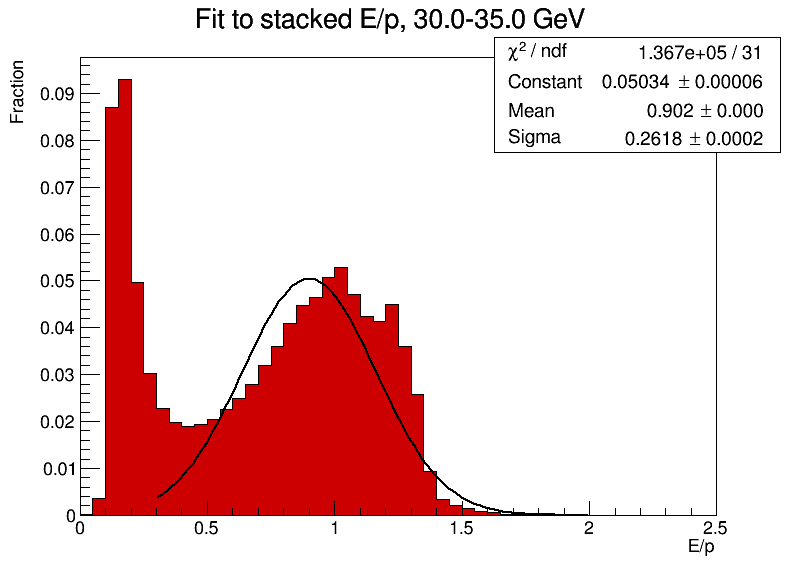 Fit to stacked E/p, 30.0-35.0 GeV
χ² / ndf 1.367e+05 / 31
Constant 0.05034 ± 0.00006
Mean 0.902 ± 0.000
Sigma 0.2618 ± 0.0002
Fraction
0.09
0.08
0.07
0.06
0.05
0.04
0.03
0.02
0.01
0
0 0.5 1 1.5 2 2.5
E/p